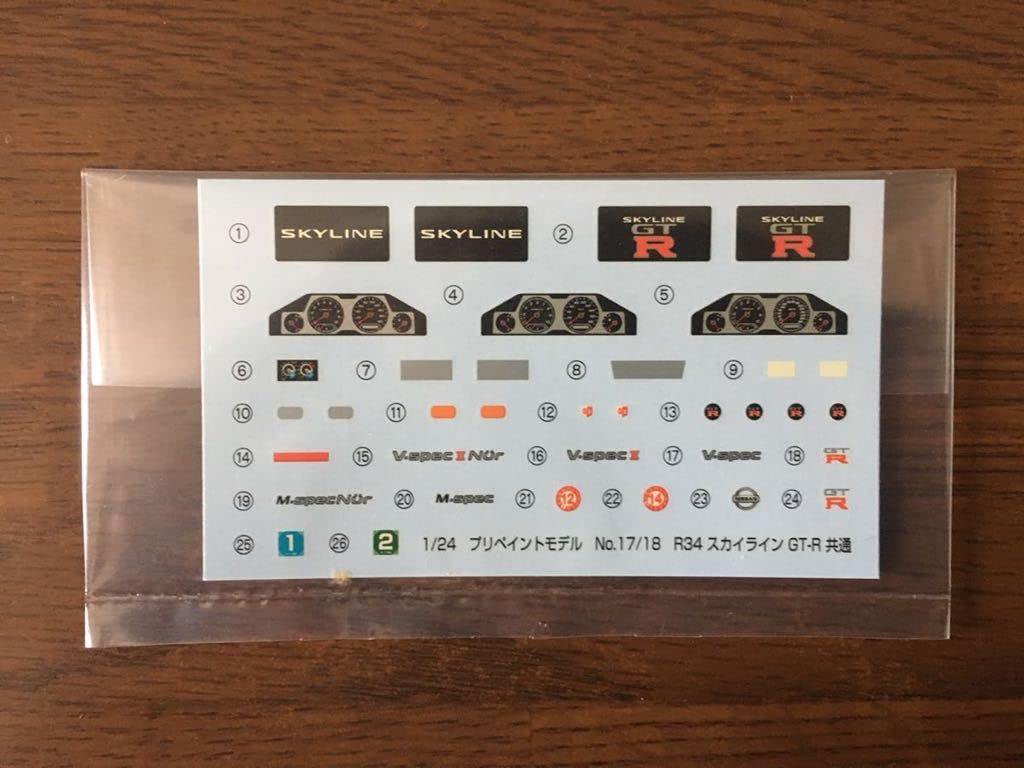 ① SKYLINE SKYLINE ② SKYLINE GT R SKYLINE GT R
③ ④ ⑤
⑥ ⑦ ⑧ ⑨
⑩ ⑪ ⑫ ⑬
⑭ ⑮ V·spec II Nür ⑯ V·spec II ⑰ V·spec ⑱ GT R
⑲ M·spec Nür ⑳ M·spec ㉑ 12 ㉒ 14 ㉓ NISSAN ㉔ GT R
㉕ 1 ㉖ 2 1/24 プリペイントモデル No.17/18 R34 スカイライン GT-R 共通